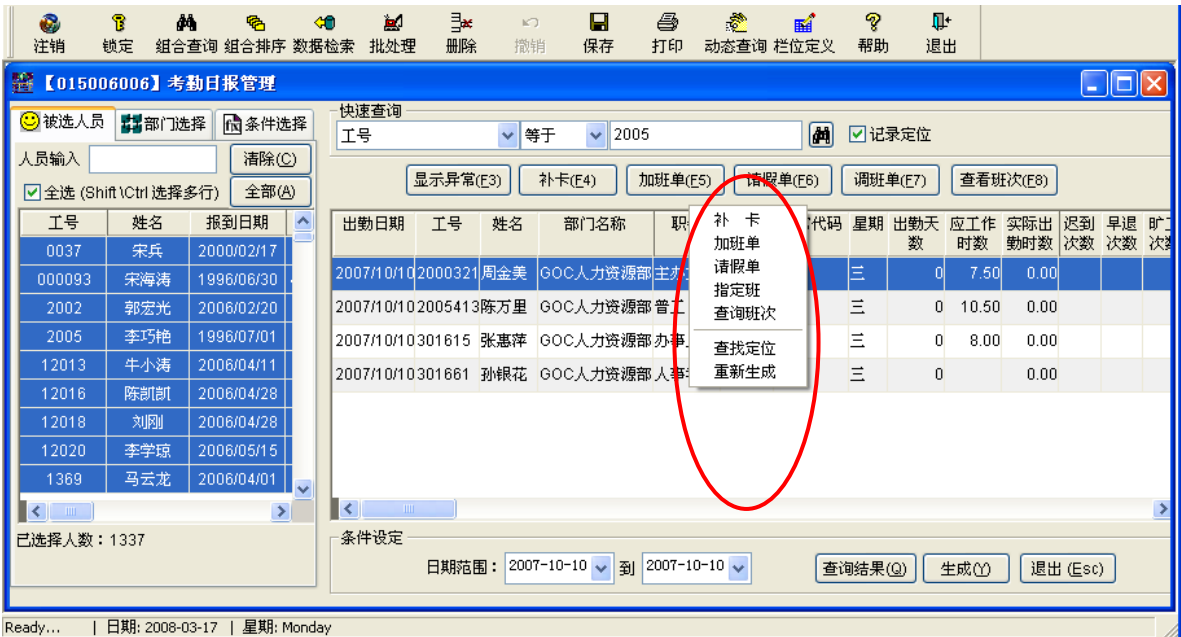 注销 锁定 组合查询 组合排序 数据检索 批处理 删除 撤销 保存 打印 动态查询 栏位定义 帮助 退出
【015006006】考勤日报管理
被选人员 部门选择 条件选择
人员输入 清除(C)
全选 (Shift\Ctrl 选择多行) 全部(A)
工号 姓名 报到日期
0037 宋兵 2000/02/17
000093 宋海涛 1996/06/30
2002 郭宏光 2006/02/20
2005 李巧艳 1996/07/01
12013 牛小涛 2006/04/11
12016 陈凯凯 2006/04/28
12018 刘刚 2006/04/28
12020 李学琼 2006/05/15
1369 马云龙 2006/04/01
已选择人数：1337
快速查询
工号 等于 2005 记录定位
显示异常(F3) 补卡(F4) 加班单(F5) 请假单(F6) 调班单(F7) 查看班次(F8)
出勤日期 工号 姓名 部门名称 职 代码 星期 出勤天数 应工作时数 实际出勤时数 迟到次数 早退次数
2007/10/10 2000321 周金美 GOC人力资源部 主办 三 0 7.50 0.00
2007/10/10 2005413 陈万里 GOC人力资源部 普工 三 0 10.50 0.00
2007/10/10 301615 张惠萍 GOC人力资源部 办事 三 0 8.00 0.00
2007/10/10 301661 孙银花 GOC人力资源部 人事 三 0 0.00
补 卡
加班单
请假单
指定班
查询班次
查找定位
重新生成
条件设定
日期范围： 2007-10-10 到 2007-10-10 查询结果(Q) 生成(Y) 退出 (Esc)
Ready... | 日期: 2008-03-17 | 星期: Monday